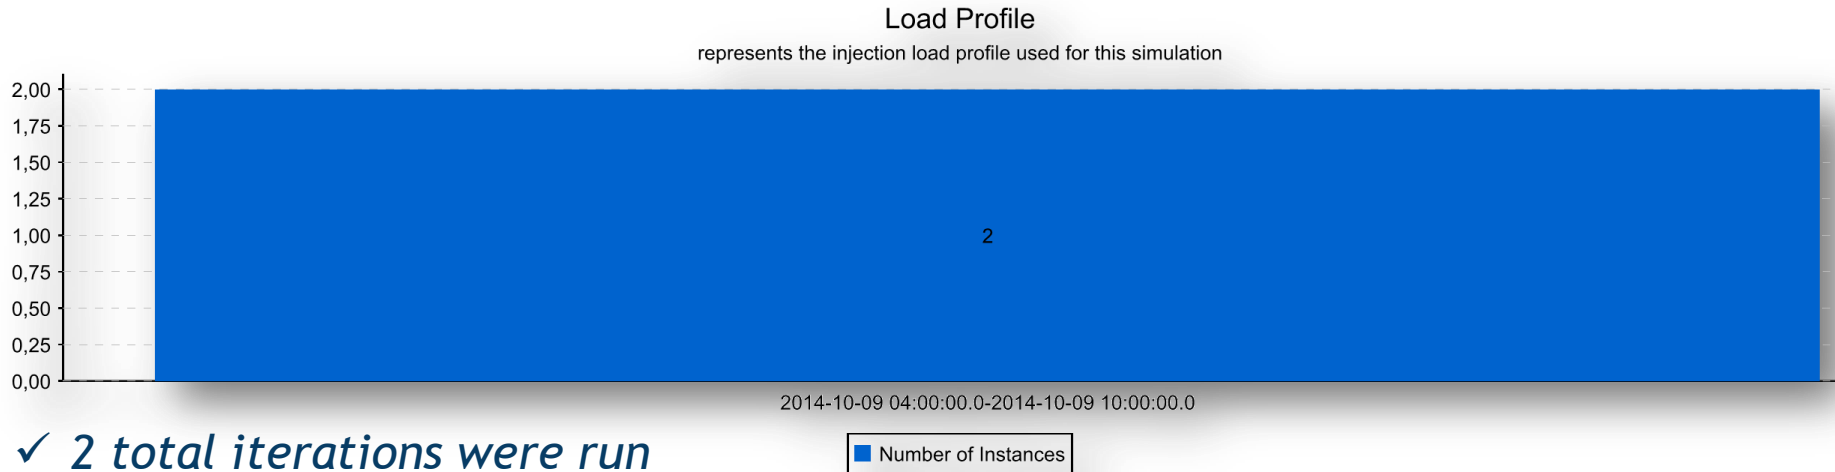 Load Profile
represents the injection load profile used for this simulation
2,00
1,75
1,50
1,25
1,00
0,75
0,50
0,25
0,00
2
2014-10-09 04:00:00.0-2014-10-09 10:00:00.0
✓ 2 total iterations were run
Number of Instances